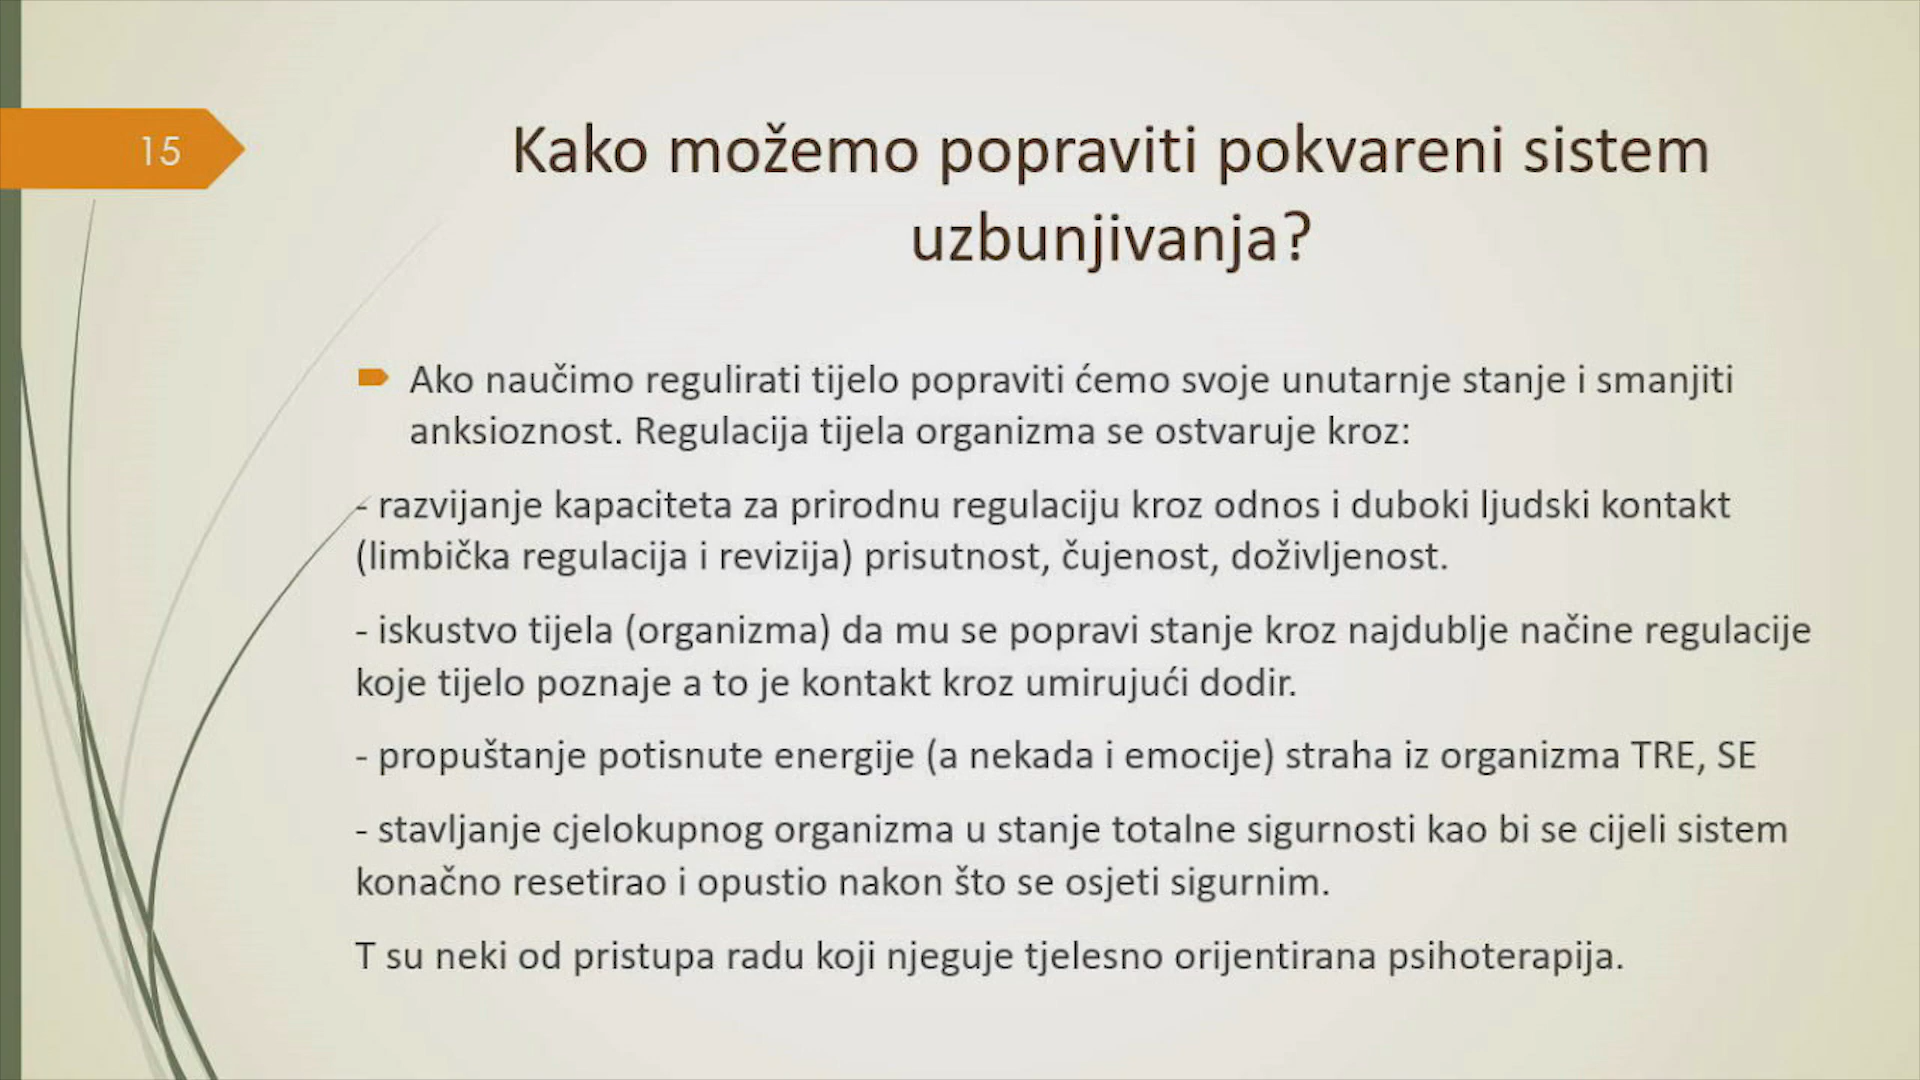 15
Kako možemo popraviti pokvareni sistem
uzbunjivanja?
Ako naučimo regulirati tijelo popraviti ćemo svoje unutarnje stanje i smanjiti
anksioznost. Regulacija tijela organizma se ostvaruje kroz:
- razvijanje kapaciteta za prirodnu regulaciju kroz odnos i duboki ljudski kontakt
(limbička regulacija i revizija) prisutnost, čujenost, doživljenost.
- iskustvo tijela (organizma) da mu se popravi stanje kroz najdublje načine regulacije
koje tijelo poznaje a to je kontakt kroz umirujući dodir.
- propuštanje potisnute energije (a nekada i emocije) straha iz organizma TRE, SE
- stavljanje cjelokupnog organizma u stanje totalne sigurnosti kao bi se cijeli sistem
konačno resetirao i opustio nakon što se osjeti sigurnim.
T su neki od pristupa radu koji njeguje tjelesno orijentirana psihoterapija.